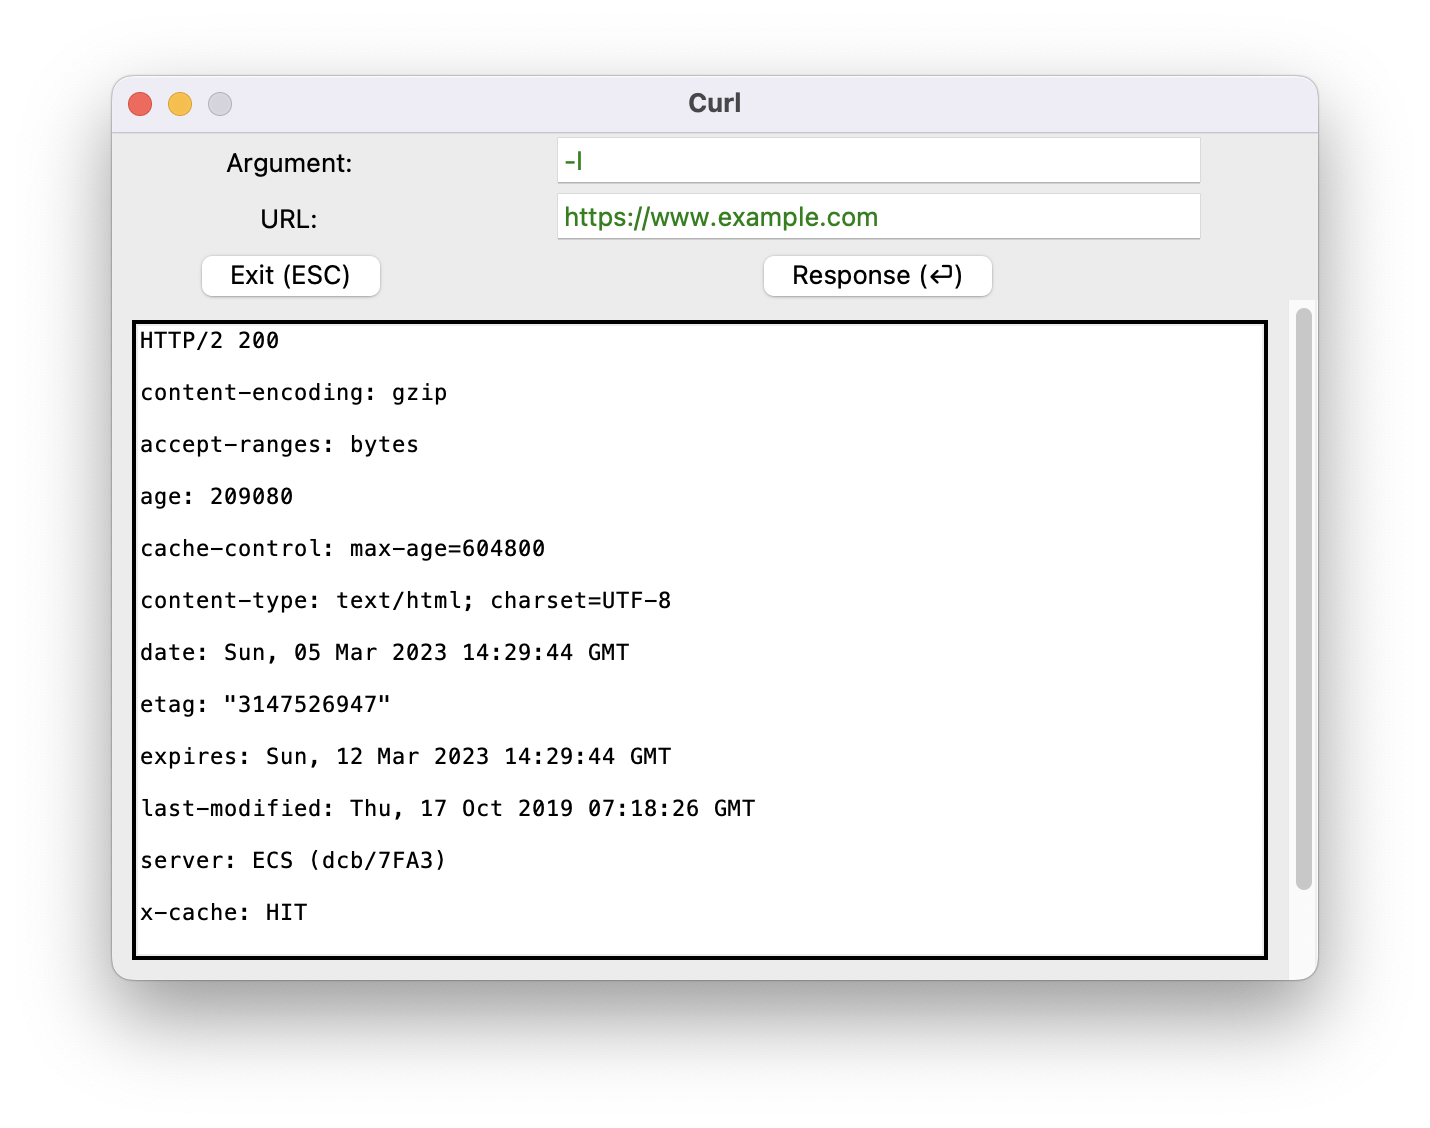 Curl
Argument:
-I
URL:
https://www.example.com
Exit (ESC)
Response (⏎)
HTTP/2 200
content-encoding: gzip
accept-ranges: bytes
age: 209080
cache-control: max-age=604800
content-type: text/html; charset=UTF-8
date: Sun, 05 Mar 2023 14:29:44 GMT
etag: "3147526947"
expires: Sun, 12 Mar 2023 14:29:44 GMT
last-modified: Thu, 17 Oct 2019 07:18:26 GMT
server: ECS (dcb/7FA3)
x-cache: HIT